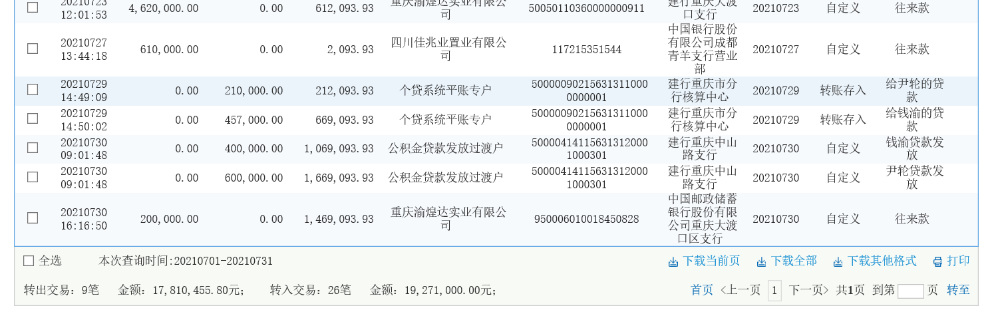 20210723 12:01:53 4,620,000.00 0.00 612,093.93 重庆渝煌达实业有限公司 50050110360000000911 建行重庆大渡口支行 20210723 自定义 往来款
20210727 13:44:18 610,000.00 0.00 2,093.93 四川佳兆业置业有限公司 117215351544 中国银行股份有限公司成都青羊支行营业部 20210727 自定义 往来款
20210729 14:49:09 0.00 210,000.00 212,093.93 个贷系统平账专户 500000902156313110000000001 建行重庆市分行核算中心 20210729 转账存入 给尹轮的贷款
20210729 14:50:02 0.00 457,000.00 669,093.93 个贷系统平账专户 500000902156313110000000001 建行重庆市分行核算中心 20210729 转账存入 给钱渝的贷款
20210730 09:01:48 0.00 400,000.00 1,069,093.93 公积金贷款发放过渡户 500004141156313120001000301 建行重庆中山路支行 20210730 自定义 钱渝贷款发放
20210730 09:01:48 0.00 600,000.00 1,669,093.93 公积金贷款发放过渡户 500004141156313120001000301 建行重庆中山路支行 20210730 自定义 尹轮贷款发放
20210730 16:16:50 200,000.00 0.00 1,469,093.93 重庆渝煌达实业有限公司 950006010018450828 中国邮政储蓄银行股份有限公司重庆大渡口区支行 20210730 自定义 往来款
全选 本次查询时间:20210701-20210731 下载当前页 下载全部 下载其他格式 打印
转出交易: 9笔 金额: 17,810,455.80元; 转入交易: 26笔 金额: 19,271,000.00元; 首页 <上一页 1 下一页> 共1页 到第 页 转至